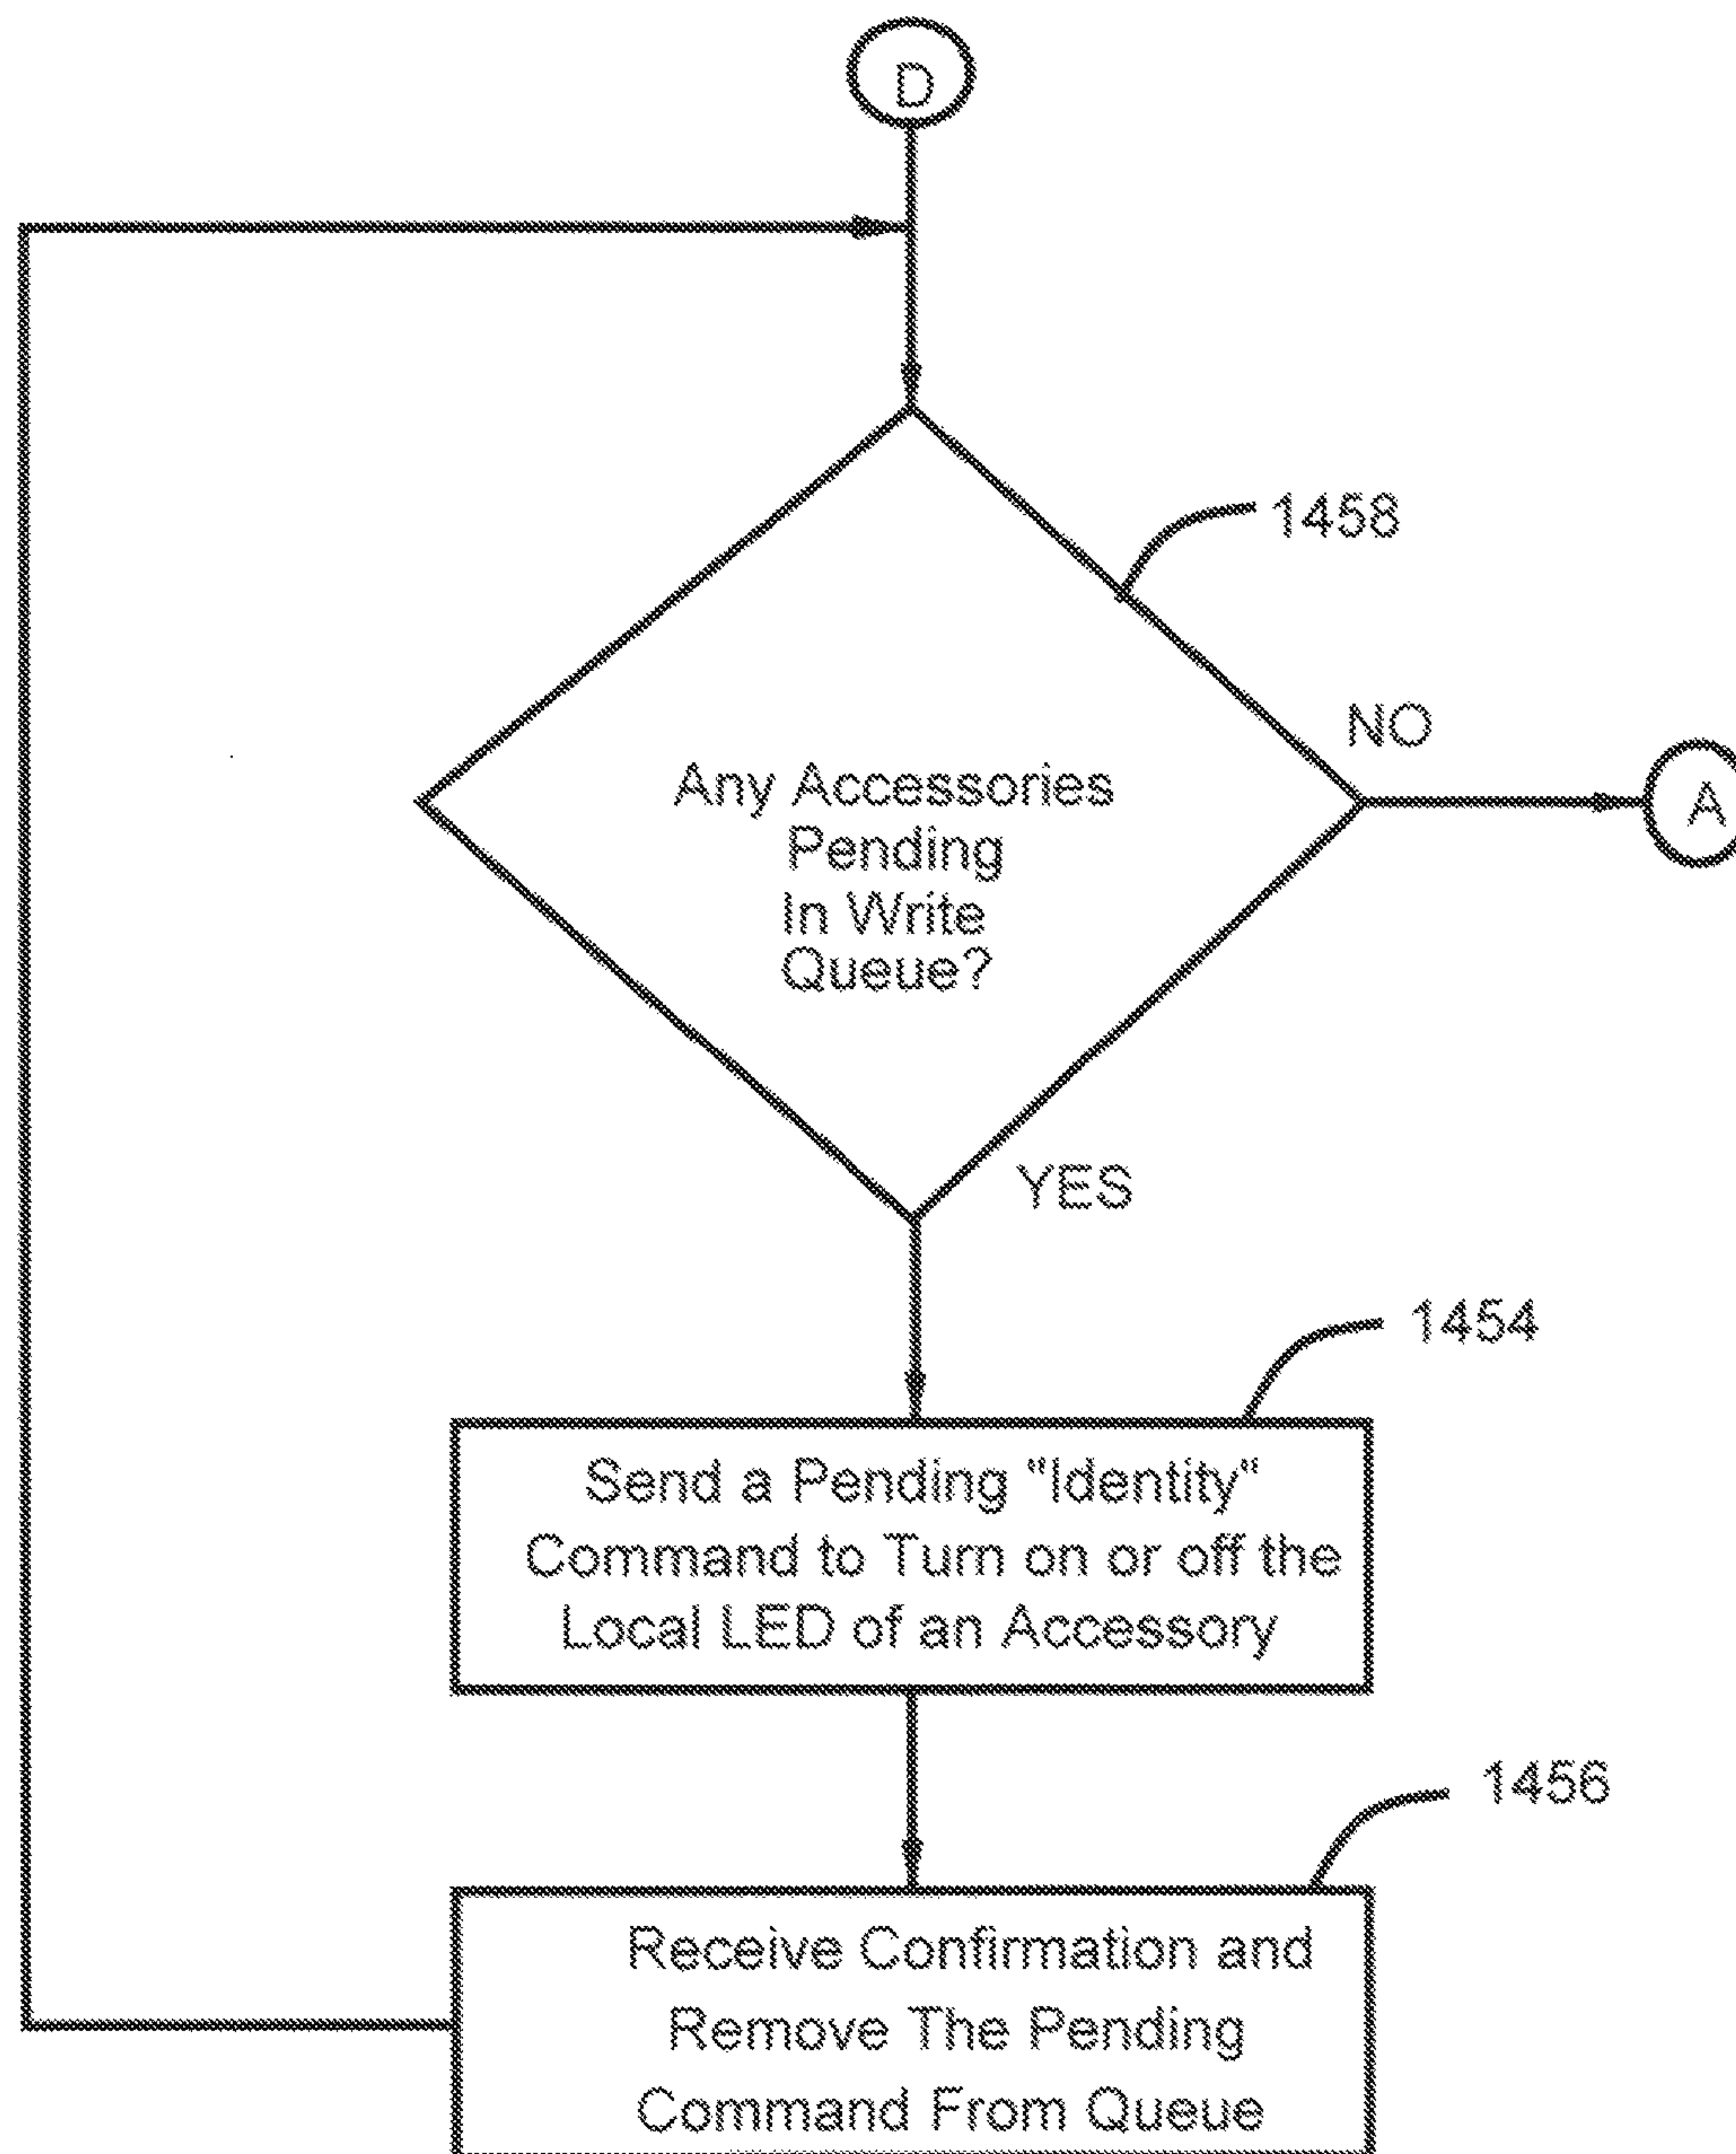 D
1458
NO
A
Any Accessories
Pending
In Write
Queue?
YES
1454
Send a Pending "Identity"
Command to Turn on or off the
Local LED of an Accessory
1456
Receive Confirmation and
Remove The Pending
Command From Queue